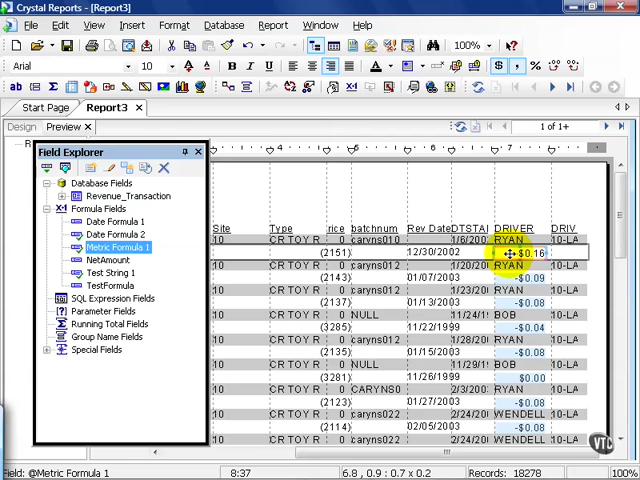 Crystal Reports - [Report3]
File Edit View Insert Format Database Report Window Help
100%
Arial 10 A A B I U A $ , %
ab
Start Page Report3 ×
Design Preview × 1 of 1+
Field Explorer
Database Fields
Revenue_Transaction
Formula Fields
Date Formula 1
Date Formula 2
Metric Formula 1
NetAmount
Test String 1
TestFormula
SQL Expression Fields
Parameter Fields
Running Total Fields
Group Name Fields
Special Fields
4 5 6 7
Site Type rice batchnum Rev Date DTSTA DRIVER DRIV
10 CR TOY R 0 caryns010 1/6/200 RYAN 10-LA
(2151) 12/30/2002 $0.16
10 CR TOY R 0 caryns012 1/20/200 RYAN 10-LA
(2143) 01/07/2003 -$0.09
10 CR TOY R 0 caryns012 1/23/200 RYAN 10-LA
(2137) 01/13/2003 -$0.08
10 CR TOY R 0 NULL 11/24/19 BOB 10-LA
(3285) 11/22/1999 -$0.04
10 CR TOY R 0 caryns012 1/28/200 RYAN 10-LA
(2135) 01/15/2003 -$0.08
10 CR TOY R 0 NULL 11/29/19 BOB 10-LA
(3281) 11/26/1999 $0.00
10 CR TOY R 0 CARYNS0 2/3/200 RYAN 10-LA
(2123) 01/27/2003 -$0.08
10 CR TOY R 0 caryns022 2/24/200 WENDELL 10-LA
(2114) 02/05/2003 -$0.08
10 CR TOY R 0 caryns022 2/24/200 WENDELL 10-LA
VTC
Field: @Metric Formula 1 8:37 6.8 , 0.9 : 0.7 x 0.2 Records: 18278 100%